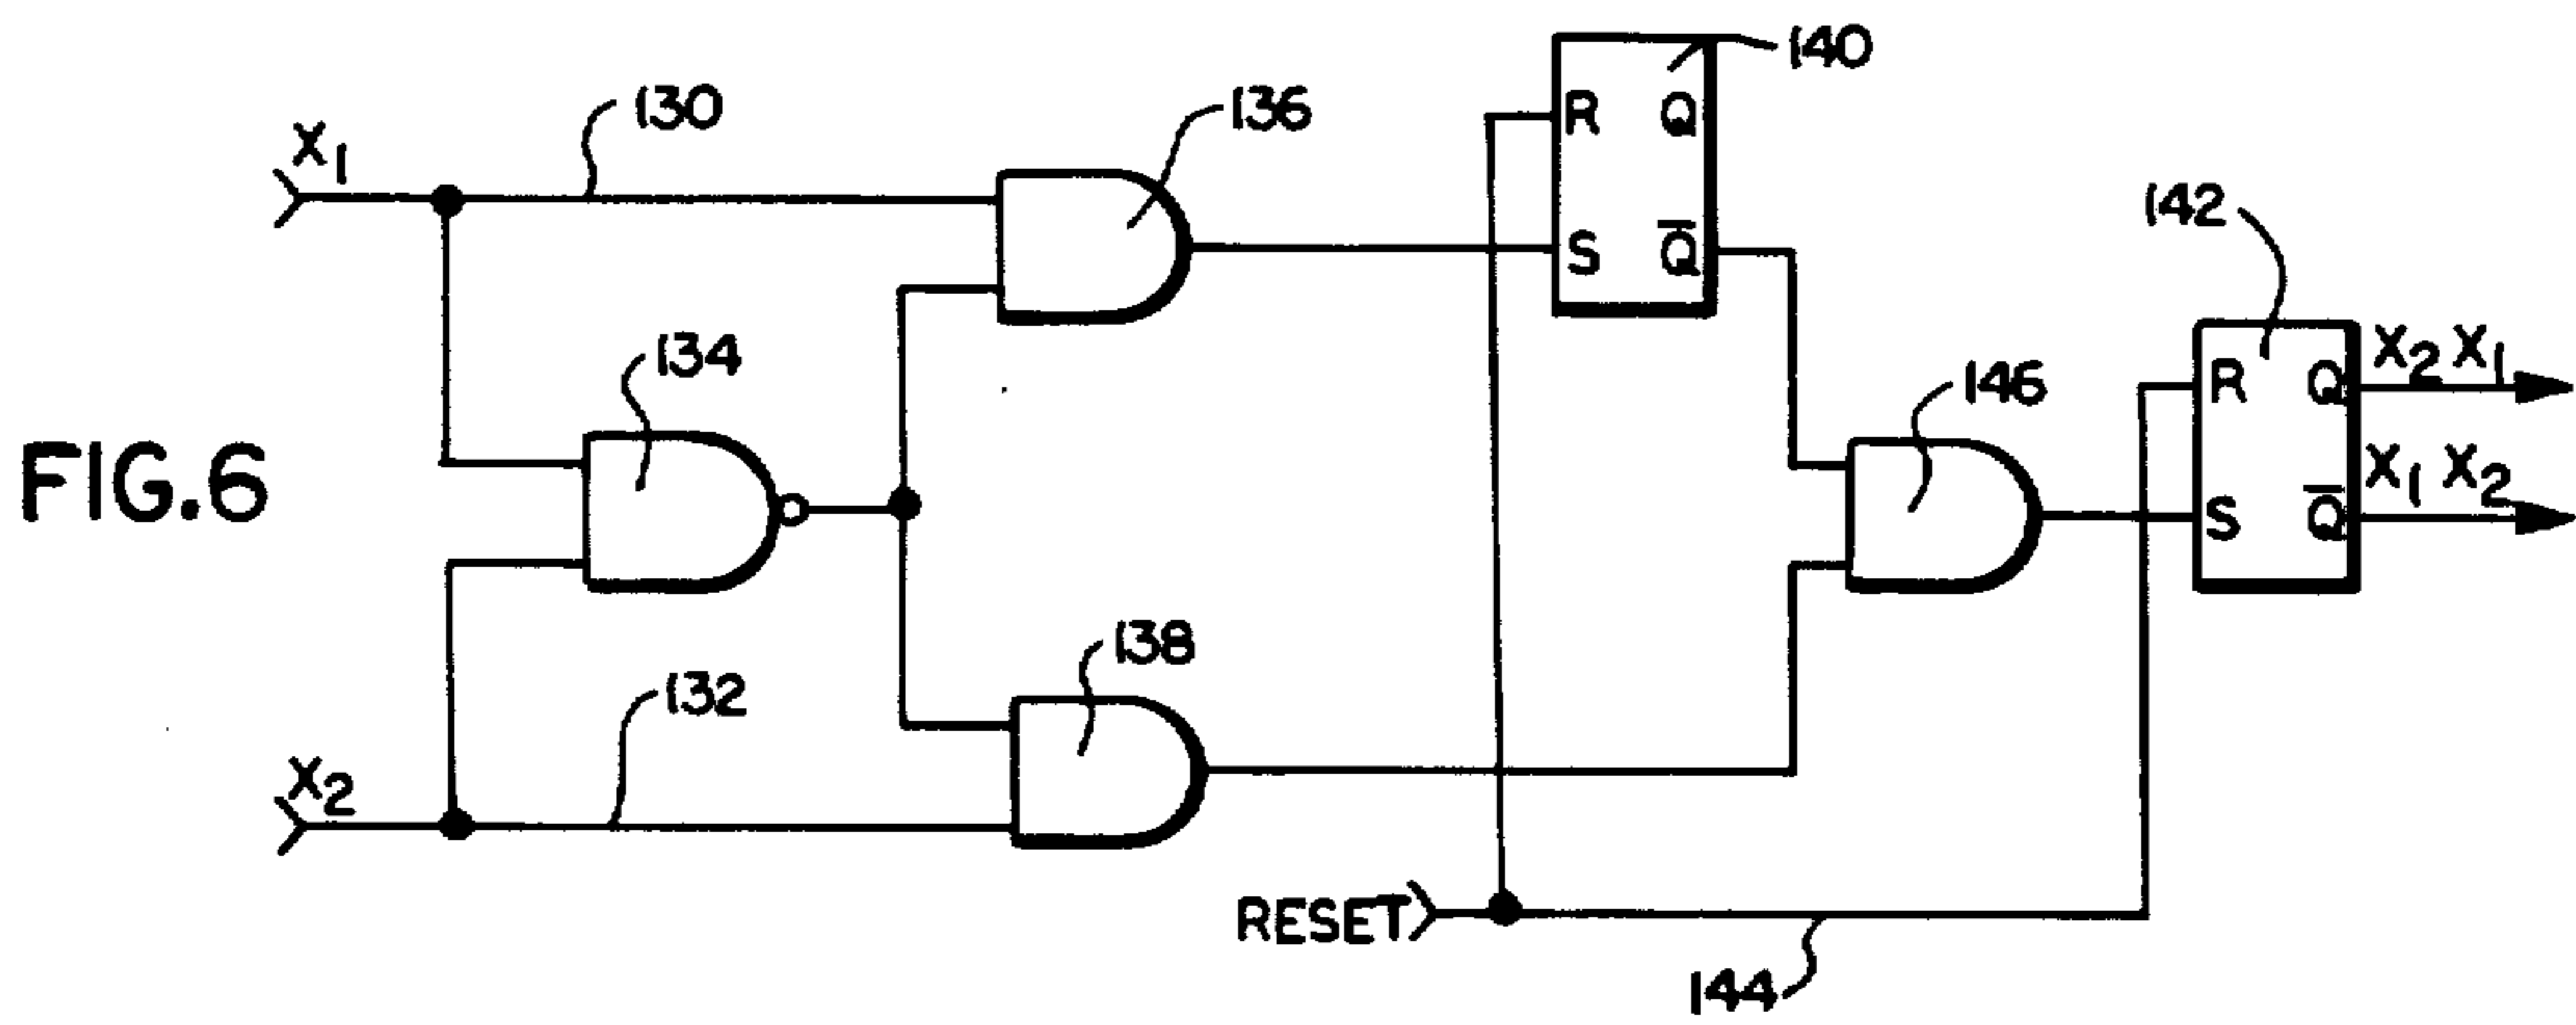 140
130
136
X1
R Q
142
S Q̅
134
X2 X1
146
R Q
FIG.6
X1 X2
S Q̅
138
132
X2
RESET
144